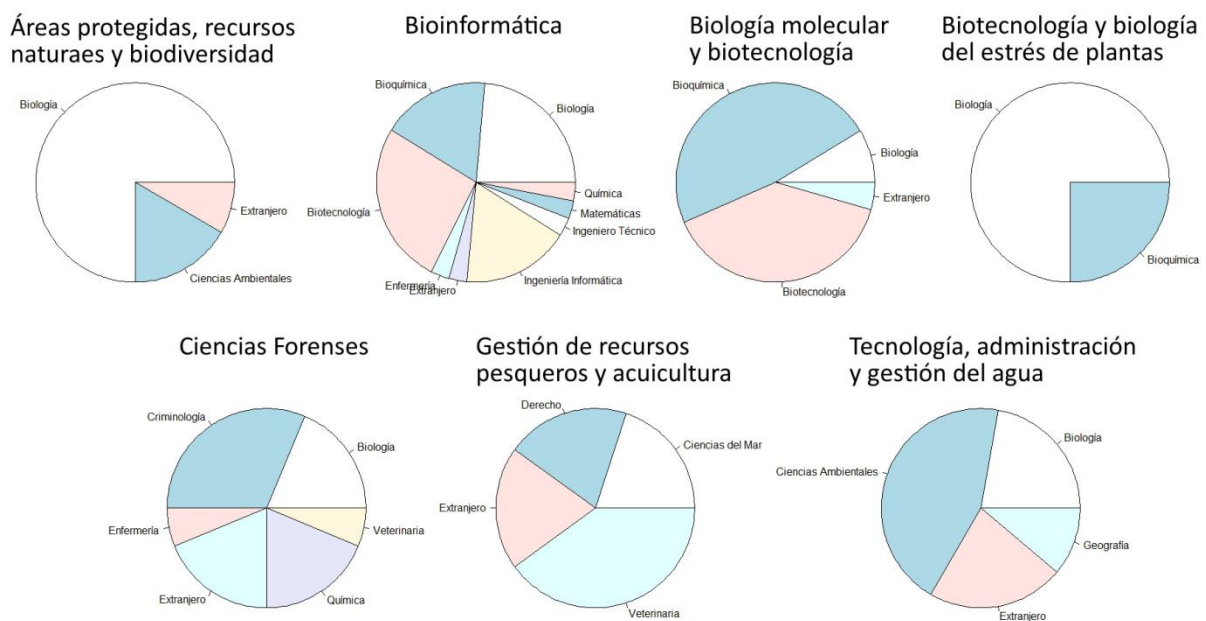 Áreas protegidas, recursos
naturaes y biodiversidad
Biología
Extranjero
Ciencias Ambientales
Bioinformática
Bioquímica
Biología
Biotecnología
Química
Matemáticas
Ingeniero Técnico
Enfermería
Extranjero
Ingeniería Informática
Biología molecular
y biotecnología
Bioquímica
Biología
Extranjero
Biotecnología
Biotecnología y biología
del estrés de plantas
Biología
Bioquímica
Ciencias Forenses
Criminología
Biología
Enfermería
Veterinaria
Extranjero
Química
Gestión de recursos
pesqueros y acuicultura
Derecho
Ciencias del Mar
Extranjero
Veterinaria
Tecnología, administración
y gestión del agua
Biología
Ciencias Ambientales
Geografía
Extranjero